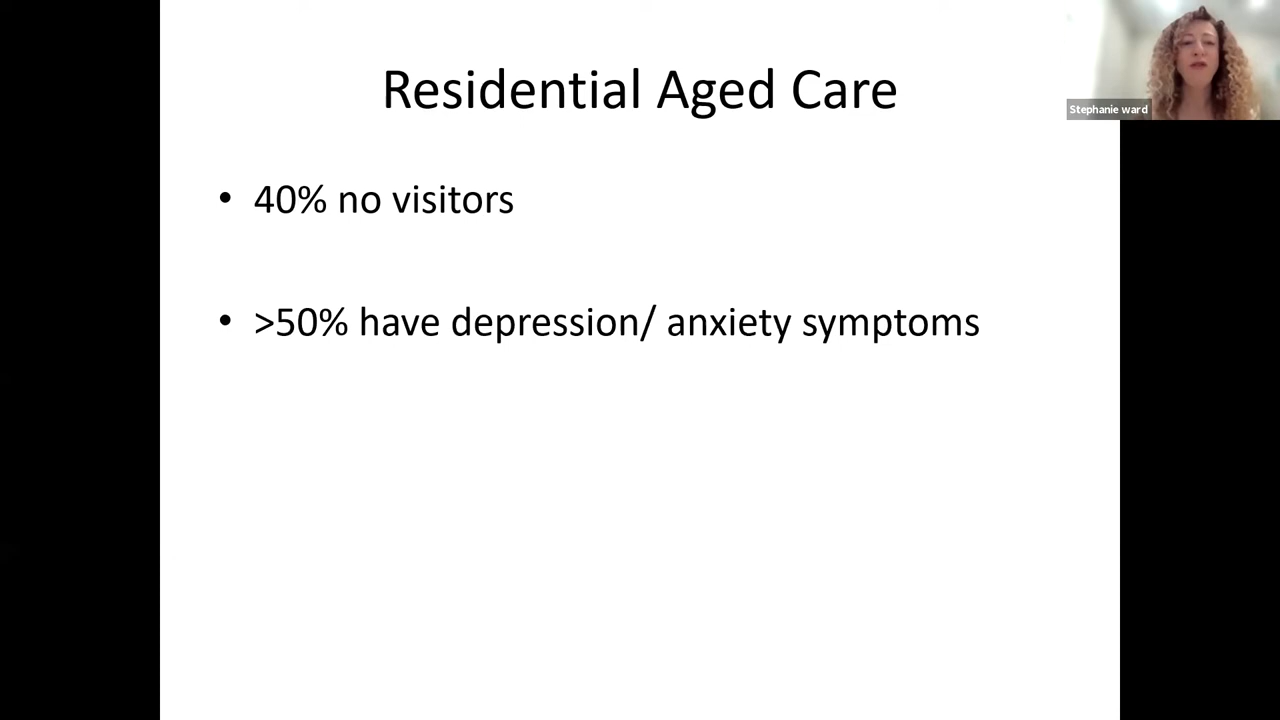 Residential Aged Care
Stephanie ward
• 40% no visitors
• >50% have depression/ anxiety symptoms